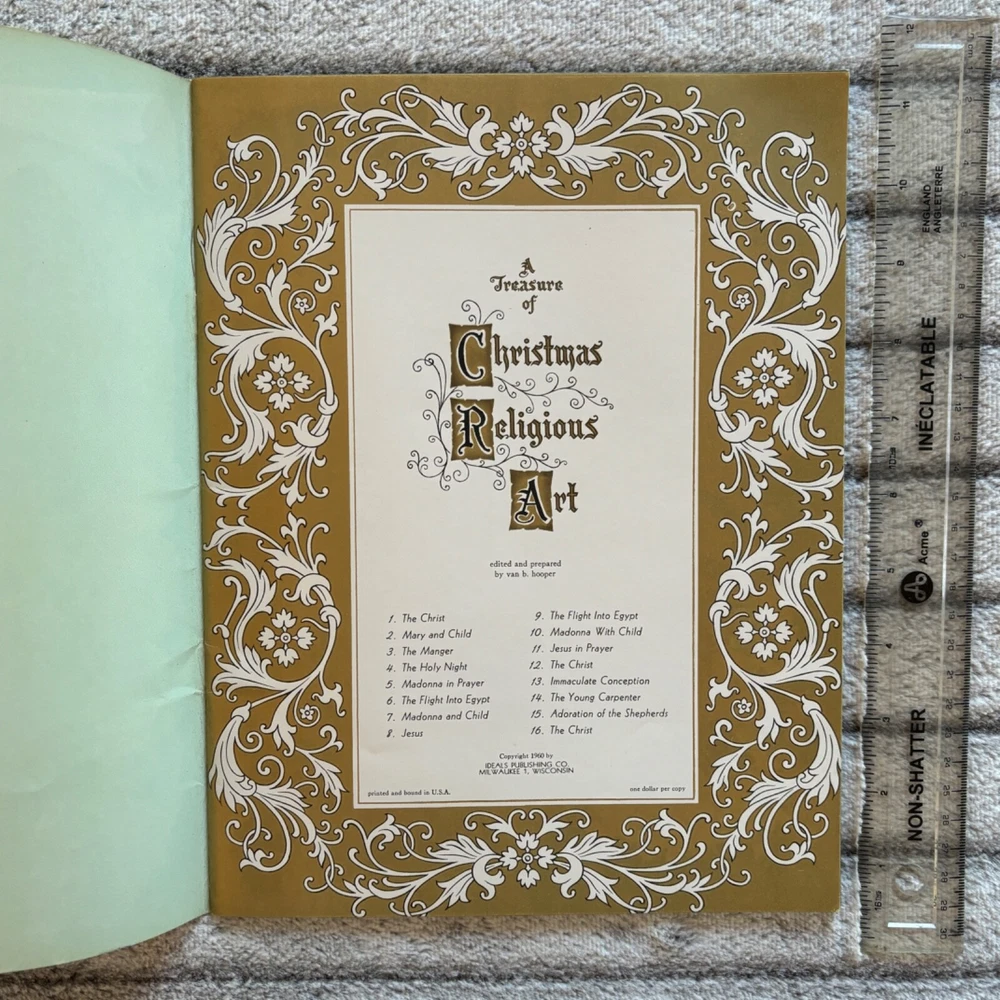 A
Treasure
of
Christmas
Religious
Art
edited and prepared
by van b. hooper
1. The Christ
2. Mary and Child
3. The Manger
4. The Holy Night
5. Madonna in Prayer
6. The Flight Into Egypt
7. Madonna and Child
8. Jesus
9. The Flight Into Egypt
10. Madonna With Child
11. Jesus in Prayer
12. The Christ
13. Immaculate Conception
14. The Young Carpenter
15. Adoration of the Shepherds
16. The Christ
Copyright 1960 by
IDEALS PUBLISHING CO.
MILWAUKEE 1, WISCONSIN
printed and bound in U.S.A.
one dollar per copy
NON-SHATTER
Acme ®
INÉCLATABLE
ENGLAND
ANGLETERRE